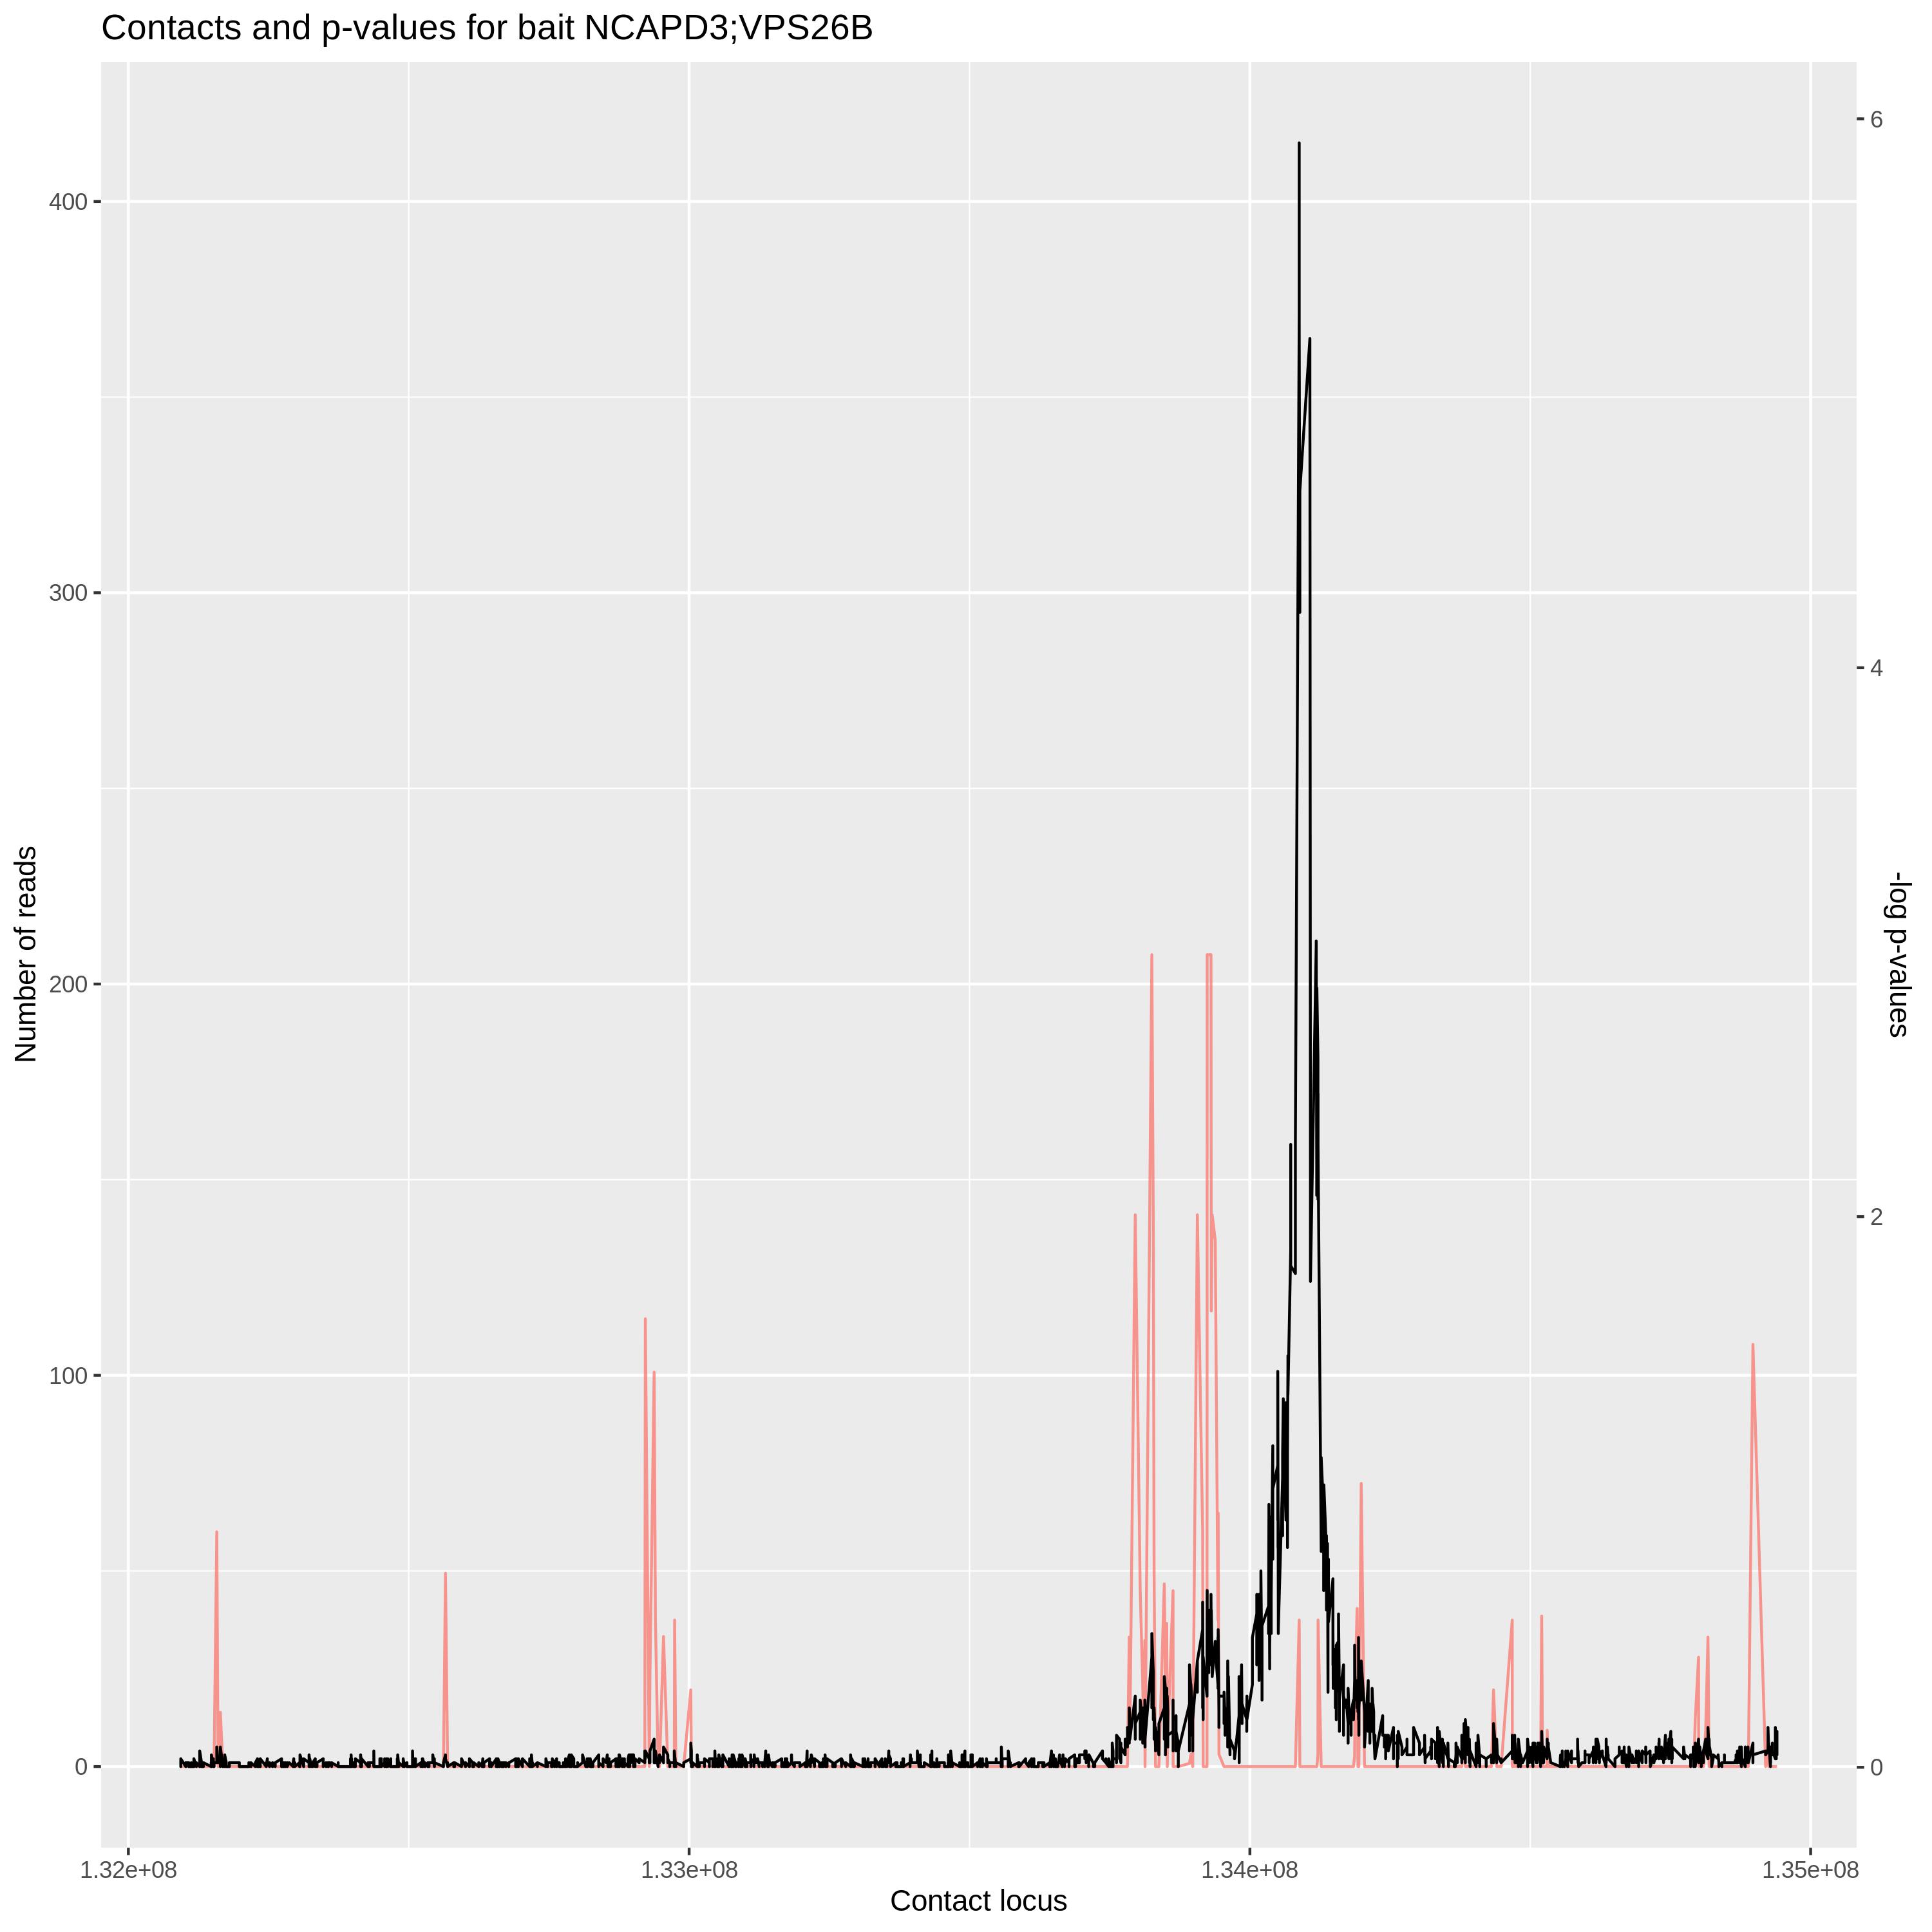 Contacts and p-values for bait NCAPD3;VPS26B
6
400
300
4
Number of reads
-log p-values
200
2
100
0
0
1.32e+08
1.33e+08
1.34e+08
1.35e+08
Contact locus